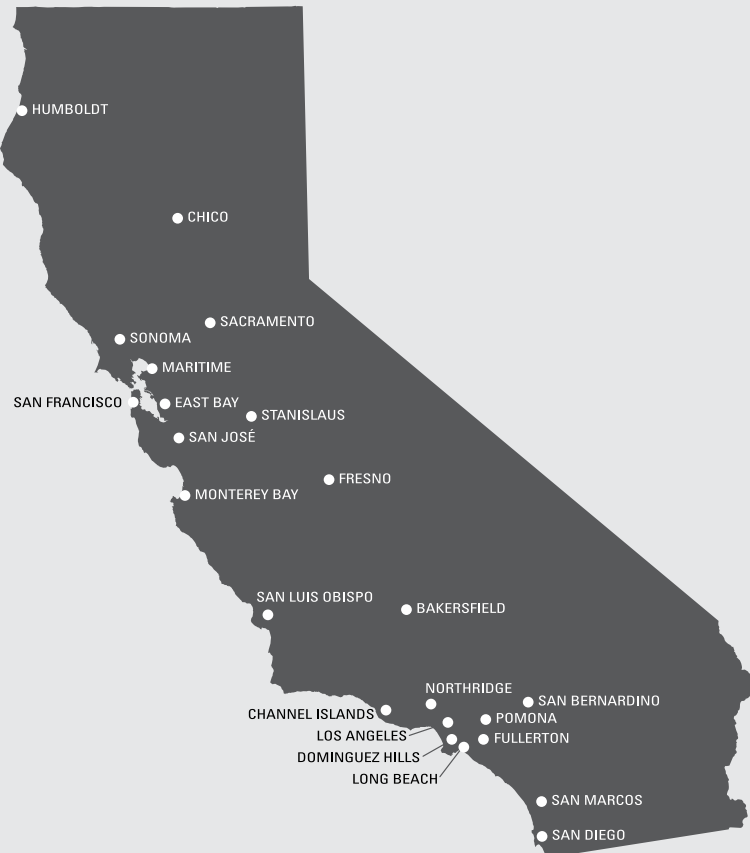 HUMBOLDT
CHICO
SACRAMENTO
SONOMA
MARITIME
SAN FRANCISCO
EAST BAY
STANISLAUS
SAN JOSÉ
FRESNO
MONTEREY BAY
SAN LUIS OBISPO
BAKERSFIELD
NORTHRIDGE
SAN BERNARDINO
CHANNEL ISLANDS
POMONA
LOS ANGELES
FULLERTON
DOMINGUEZ HILLS
LONG BEACH
SAN MARCOS
SAN DIEGO